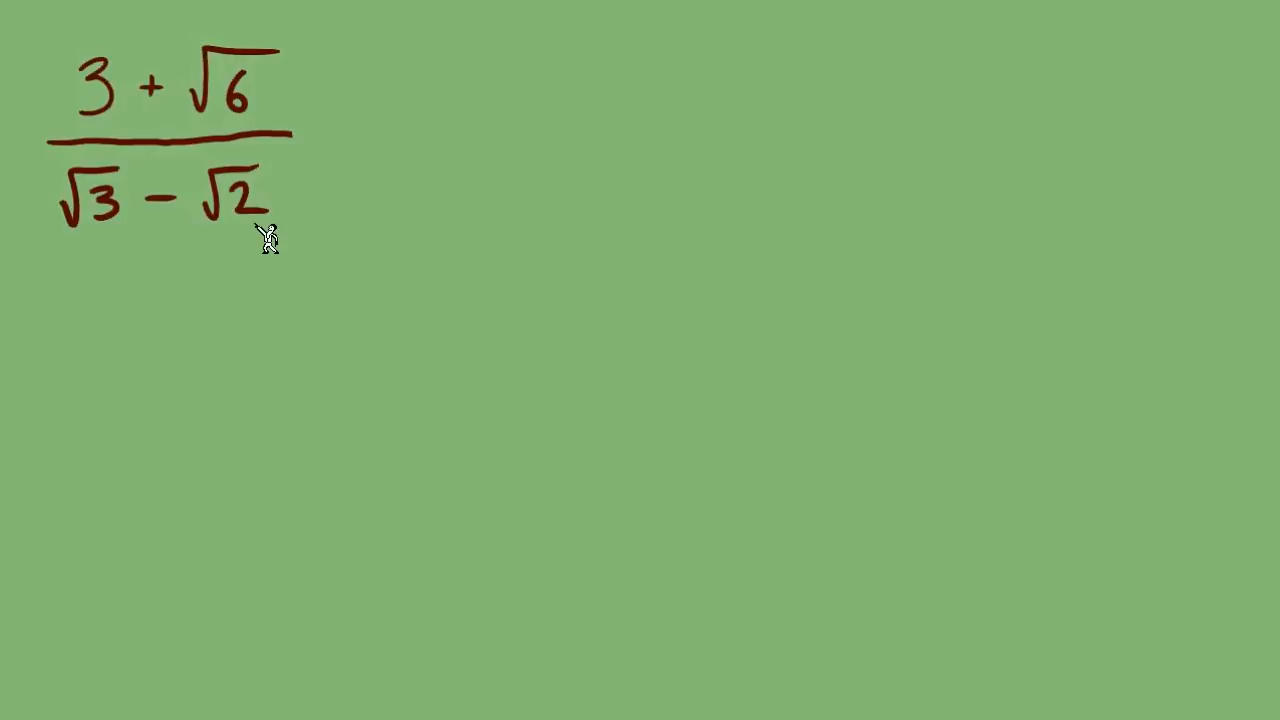 3 + √6
√3 - √2